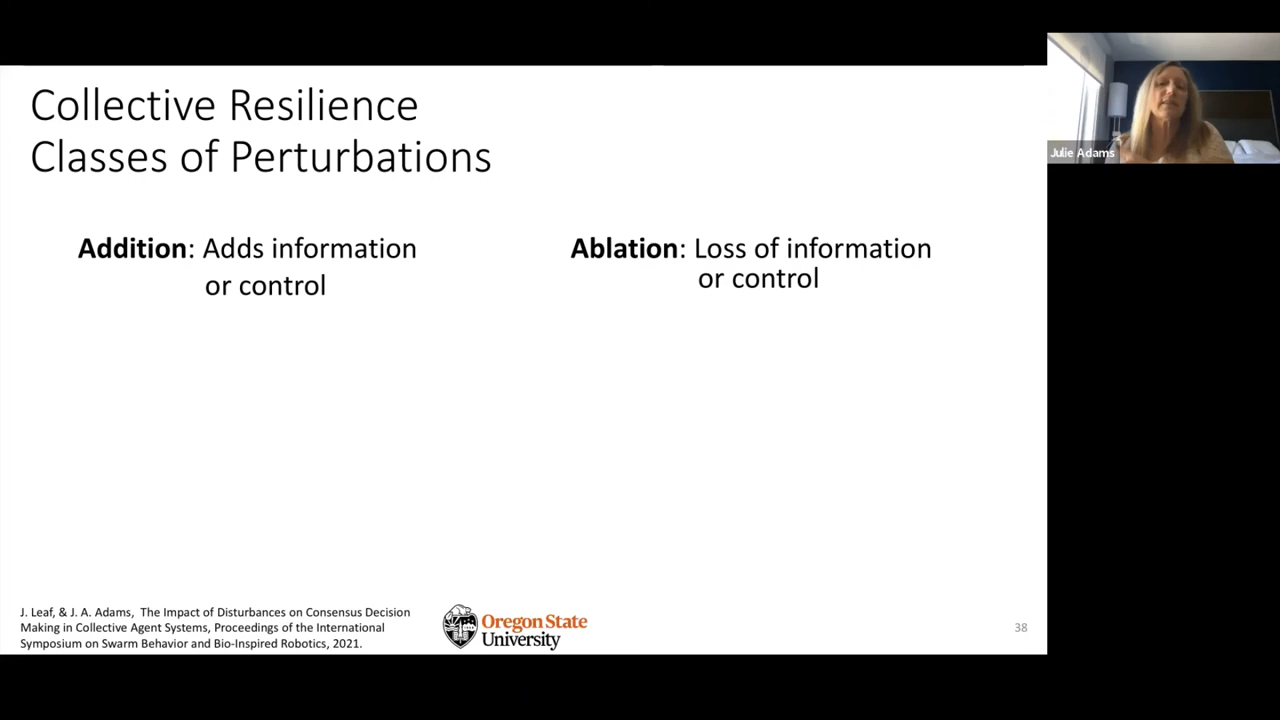 Collective Resilience
Classes of Perturbations
Addition: Adds information
or control
Ablation: Loss of information
or control
J. Leaf, & J. A. Adams, The Impact of Disturbances on Consensus Decision
Making in Collective Agent Systems, Proceedings of the International
Symposium on Swarm Behavior and Bio-Inspired Robotics, 2021.
Oregon State
University
38
Julie Adams